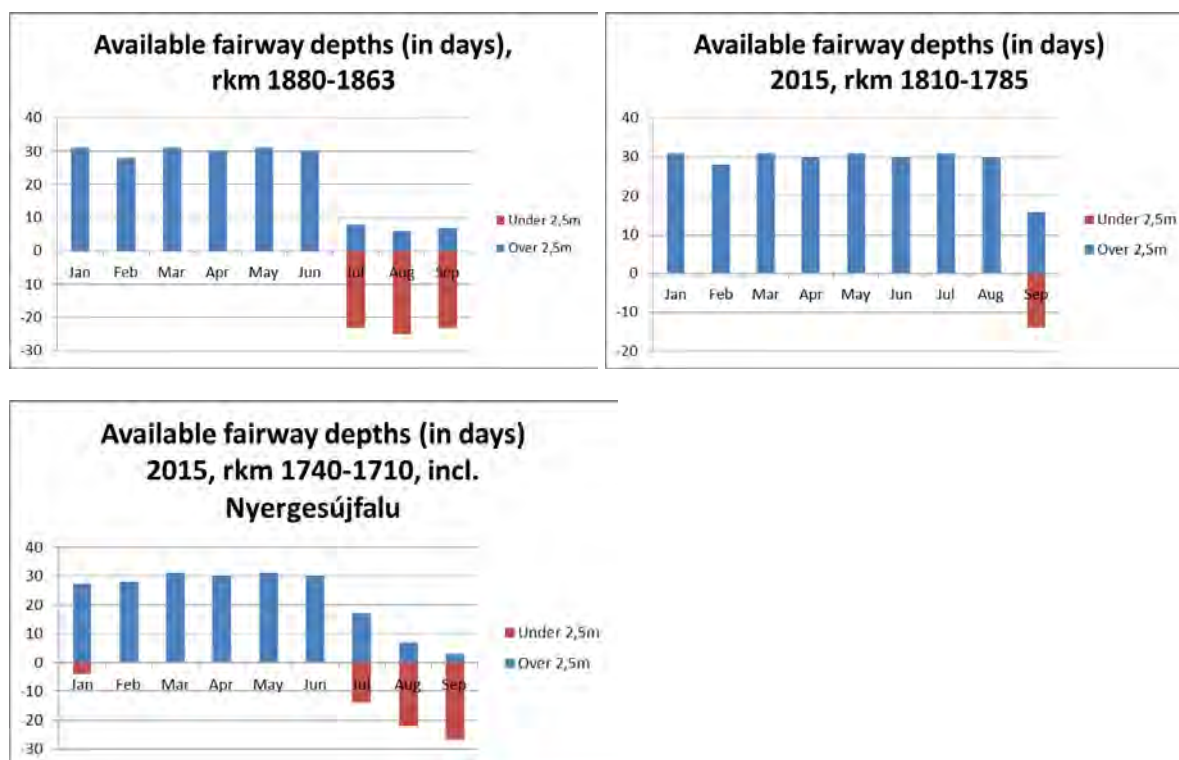 Available fairway depths (in days),
rkm 1880-1863
40
30
20
10
0
-10
-20
-30
Jan Feb Mar Apr May Jun Jul Aug Sep
Under 2,5m
Over 2,5m
Available fairway depths (in days)
2015, rkm 1810-1785
40
30
20
10
0
-10
-20
Jan Feb Mar Apr May Jun Jul Aug Sep
Under 2,5m
Over 2,5m
Available fairway depths (in days)
2015, rkm 1740-1710, incl.
Nyergesújfalu
40
30
20
10
0
-10
-20
-30
Jan Feb Mar Apr May Jun Jul Aug Sep
Under 2,5m
Over 2,5m